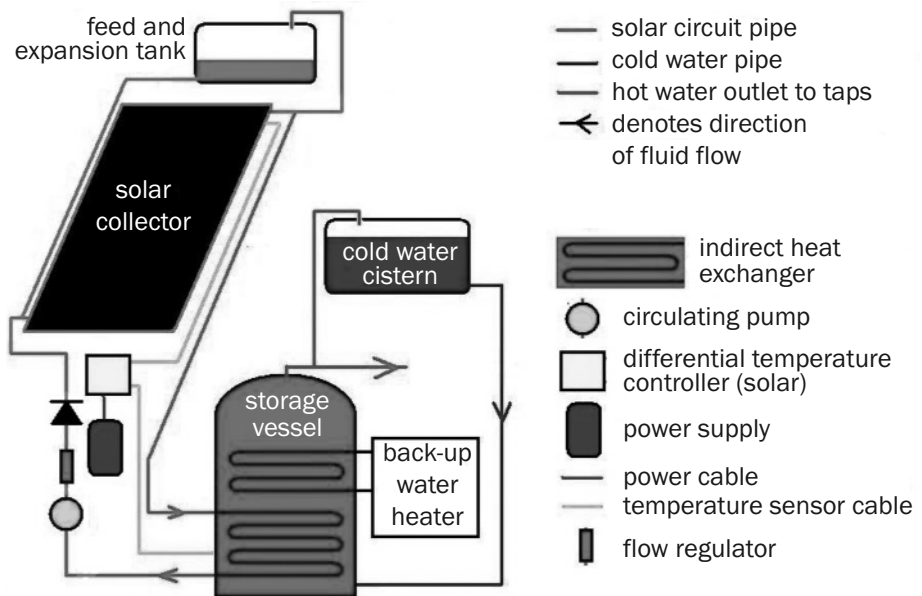 feed and
expansion tank
solar
collector
cold water
cistern
storage
vessel
back-up
water
heater
solar circuit pipe
cold water pipe
hot water outlet to taps
denotes direction
of fluid flow
indirect heat
exchanger
circulating pump
differential temperature
controller (solar)
power supply
power cable
temperature sensor cable
flow regulator